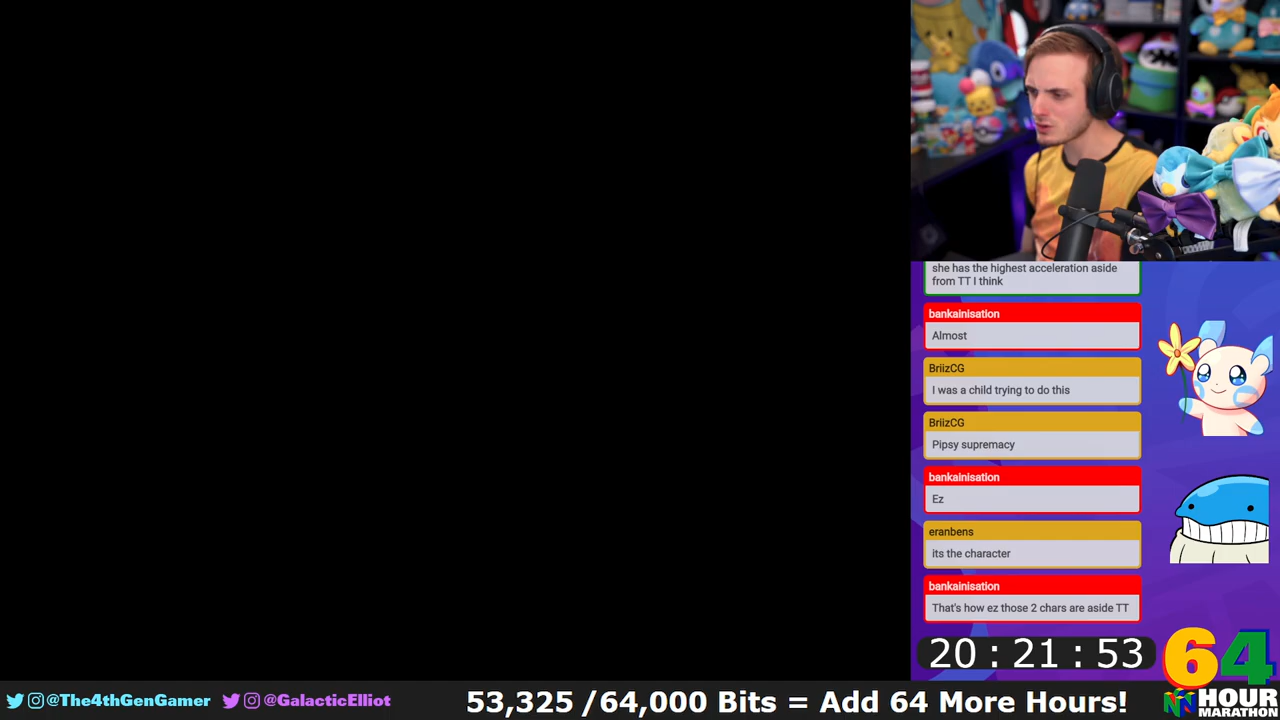 she has the highest acceleration aside
from TT I think
bankainisation
Almost
BriizCG
I was a child trying to do this
BriizCG
Pipsy supremacy
bankainisation
Ez
eranbens
its the character
bankainisation
That's how ez those 2 chars are aside TT
20 : 21 : 53
64
HOUR
MARATHON
@The4thGenGamer
@GalacticElliot
53,325 / 64,000 Bits = Add 64 More Hours!